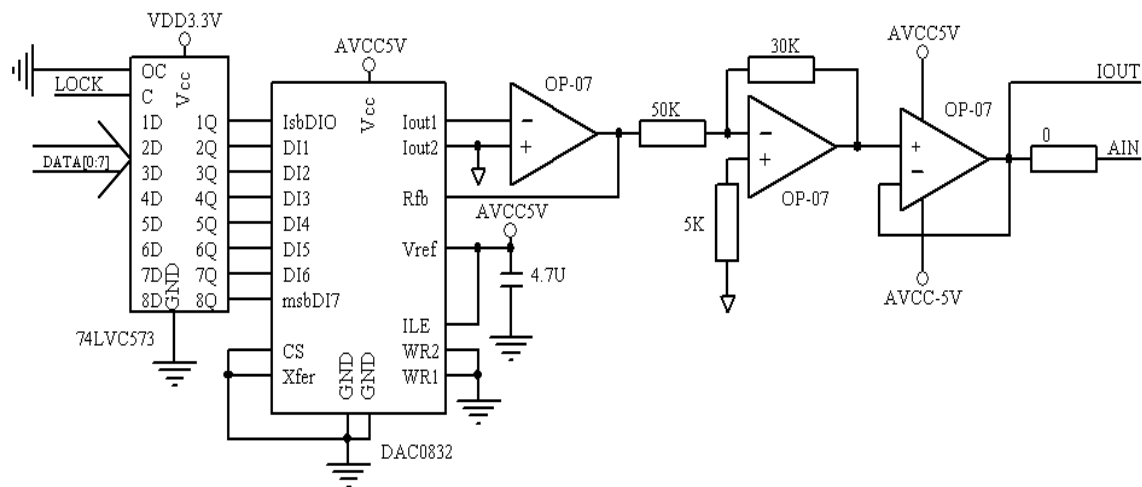 VDD3.3V
OC
LOCK
C
Vcc
1D 1Q
2D 2Q
DATA[0:7]
3D 3Q
4D 4Q
5D 5Q
6D 6Q
7D 7Q
8D 8Q
GND
74LVC573
AVCC5V
Vcc
IsbDIO
DI1
DI2
DI3
DI4
DI5
DI6
msbDI7
CS
Xfer
GND
GND
Iout1
Iout2
Rfb
Vref
ILE
WR2
WR1
DAC0832
AVCC5V
4.7U
OP-07
-
+
50K
30K
-
+
OP-07
5K
AVCC5V
OP-07
+
-
AVCC-5V
IOUT
0
AIN